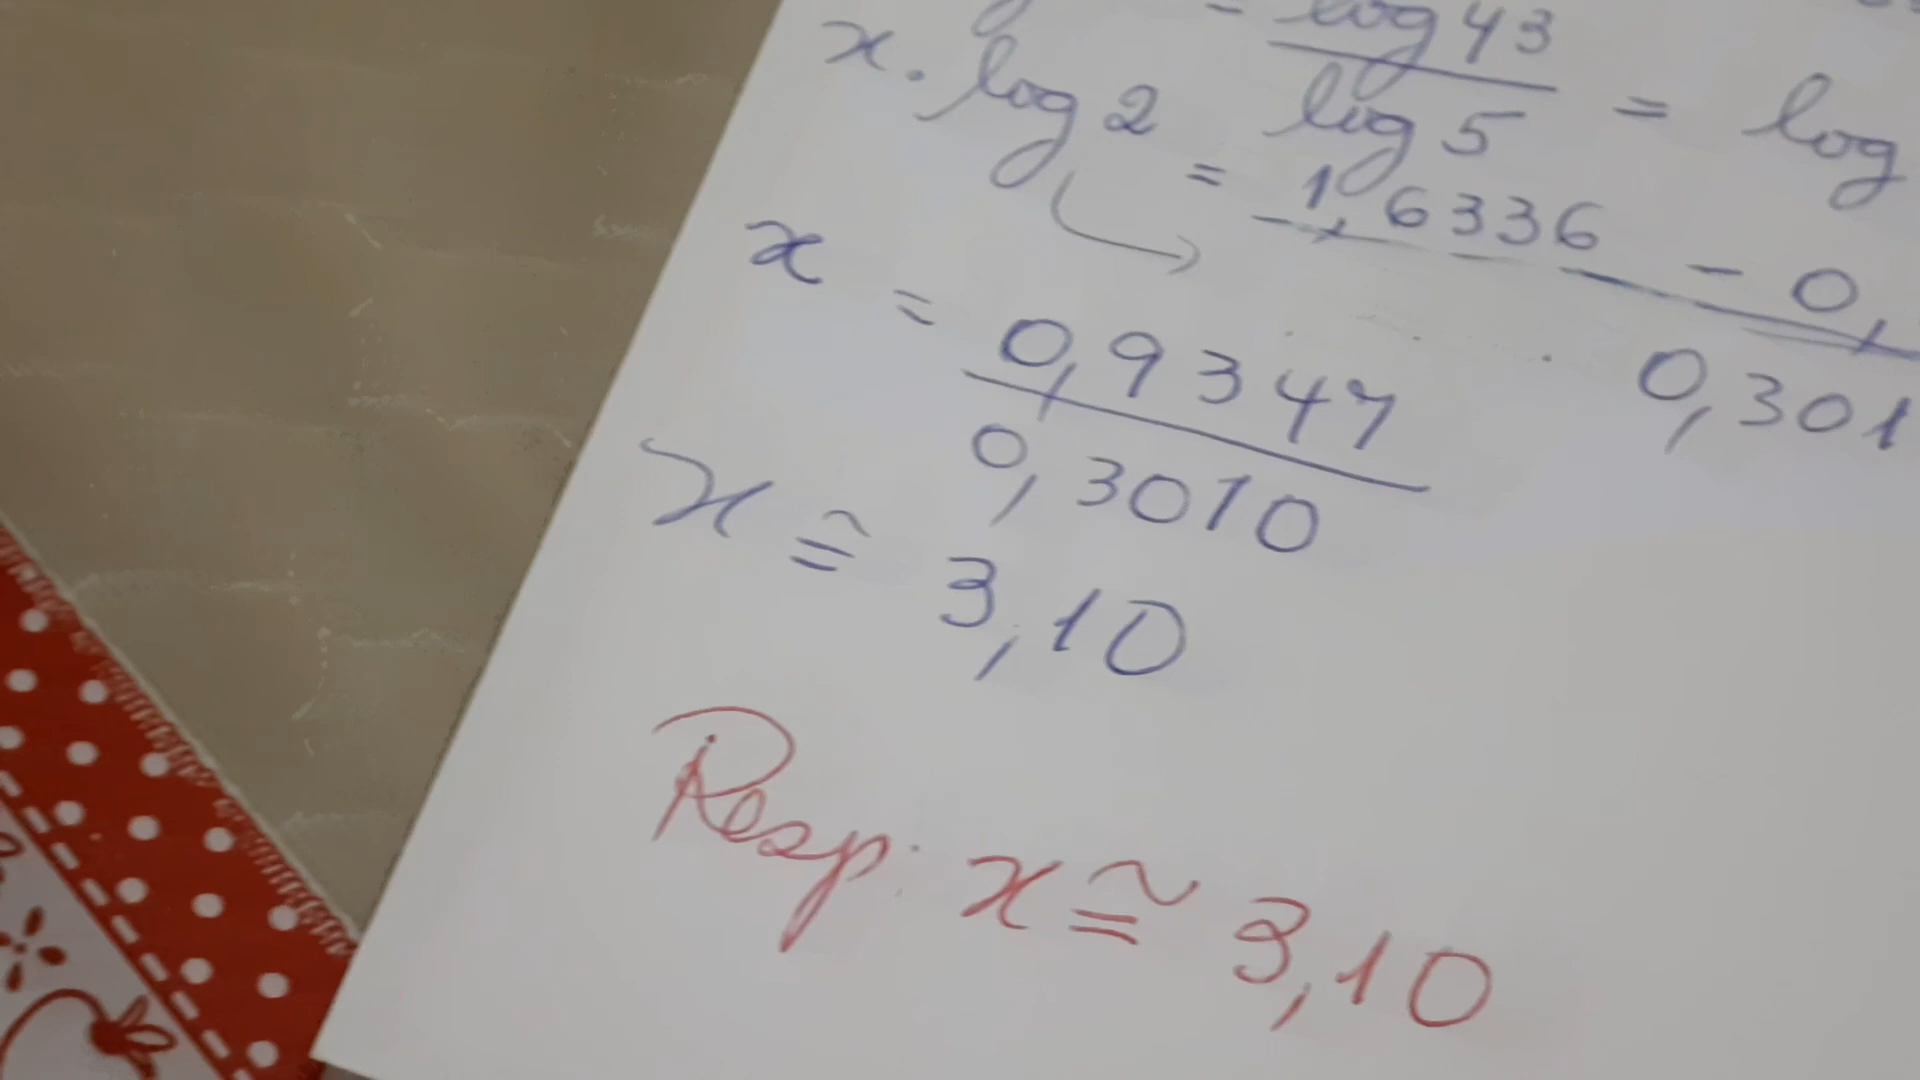 = log 43
x. log 2 log 5 = log
= 1,6336 - 0,
0,301
x = 0,9347
0,3010
x ≅ 3,10
Resp: x ≅ 3,10